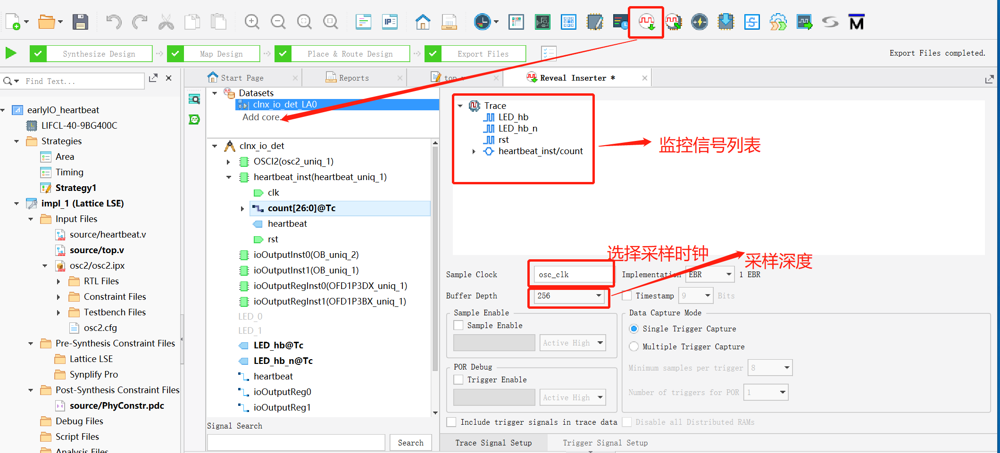 IP
S
M
Synthesize Design
Map Design
Place & Route Design
Export Files
Export Files completed.
Find Text...
Start Page
Reports
Reveal Inserter *
earlyIO_heartbeat
LIFCL-40-9BG400C
Strategies
Area
Timing
Strategy1
impl_1 (Lattice LSE)
Input Files
source/heartbeat.v
source/top.v
osc2/osc2.ipx
RTL Files
Constraint Files
Testbench Files
osc2.cfg
Pre-Synthesis Constraint Files
Lattice LSE
Synplify Pro
Post-Synthesis Constraint Files
source/PhyConstr.pdc
Debug Files
Script Files
Analysis Files
Datasets
clnx_io_det_LA0
Add core.
clnx_io_det
OSCI2(osc2_uniq_1)
heartbeat_inst(heartbeat_uniq_1)
clk
count[26:0]@Tc
heartbeat
rst
ioOutputInst0(OB_uniq_2)
ioOutputInst1(OB_uniq_1)
ioOutputRegInst0(OFD1P3DX_uniq_1)
ioOutputRegInst1(OFD1P3BX_uniq_1)
LED_0
LED_1
LED_hb@Tc
LED_hb_n@Tc
heartbeat
ioOutputReg0
ioOutputReg1
Signal Search
Search
Trace
LED_hb
LED_hb_n
rst
heartbeat_inst/count
监控信号列表
选择采样时钟
采样深度
Sample Clock
osc_clk
Implementation
EBR
1 EBR
Buffer Depth
256
Timestamp
9
Bits
Sample Enable
Sample Enable
Active High
POR Debug
Trigger Enable
Active High
Data Capture Mode
Single Trigger Capture
Multiple Trigger Capture
Minimum samples per trigger
8
Number of triggers for POR
1
Include trigger signals in trace data
Disable all Distributed RAMs
Trace Signal Setup
Trigger Signal Setup